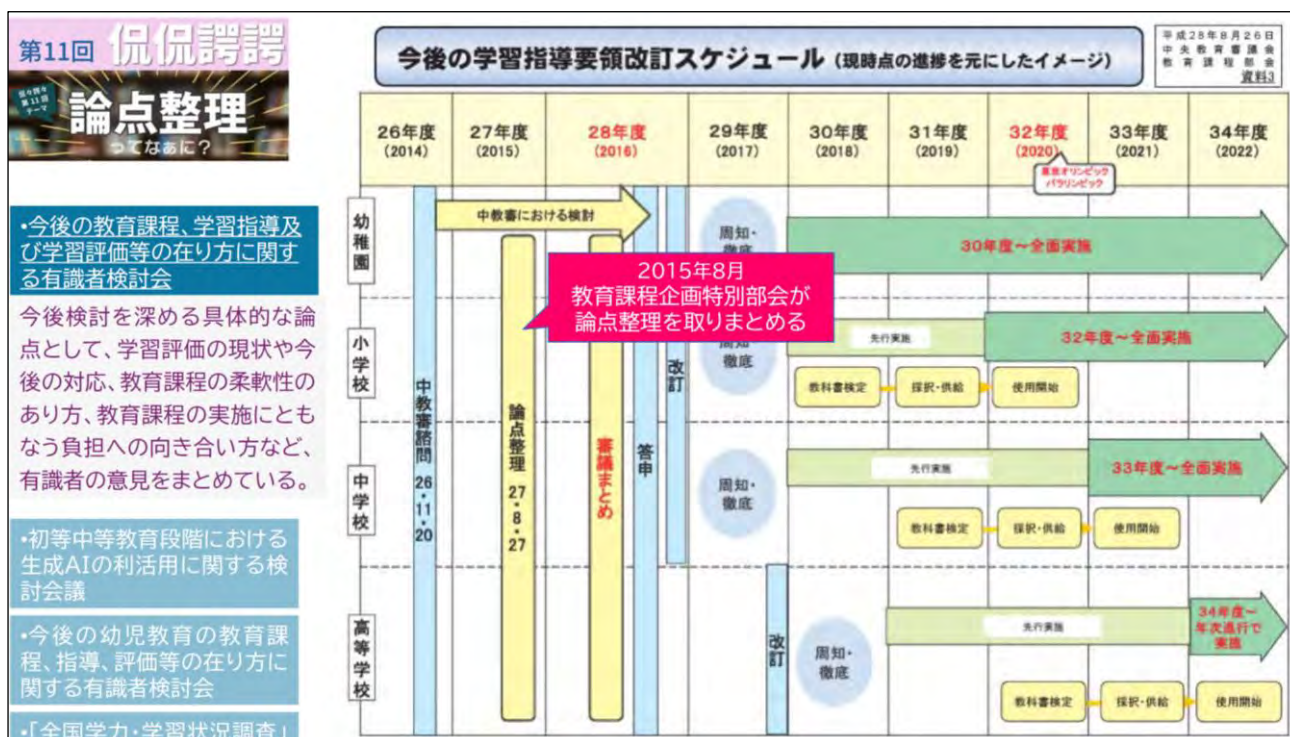 第11回 侃侃諤諤
侃々諤々
第11回
テーマ
論点整理
ってなぁに?
•今後の教育課程、学習指導及
び学習評価等の在り方に関す
る有識者検討会
今後検討を深める具体的な論
点として、学習評価の現状や今
後の対応、教育課程の柔軟性の
あり方、教育課程の実施にとも
なう負担への向き合い方など、
有識者の意見をまとめている。
•初等中等教育段階における
生成AIの利活用に関する検
討会議
•今後の幼児教育の教育課
程、指導、評価等の在り方に
関する有識者検討会
•「全国学力・学習状況調査」
今後の学習指導要領改訂スケジュール(現時点の進捗を元にしたイメージ)
平成28年8月26日
中央教育審議会
教育課程部会
資料3
26年度
(2014)
27年度
(2015)
28年度
(2016)
29年度
(2017)
30年度
(2018)
31年度
(2019)
32年度
(2020)
33年度
(2021)
34年度
(2022)
東京オリンピック
パラリンピック
幼稚園
小学校
中学校
高等学校
中教審諮問 26・11・20
中教審における検討
論点整理 27・8・27
審議まとめ
答申
改訂
2015年8月
教育課程企画特別部会が
論点整理を取りまとめる
周知・
徹底
30年度~全面実施
周知・
徹底
先行実施
32年度~全面実施
教科書検定
採択・供給
使用開始
周知・
徹底
先行実施
33年度~全面実施
教科書検定
採択・供給
使用開始
改訂
周知・
徹底
先行実施
34年度~
年次進行で
実施
教科書検定
採択・供給
使用開始